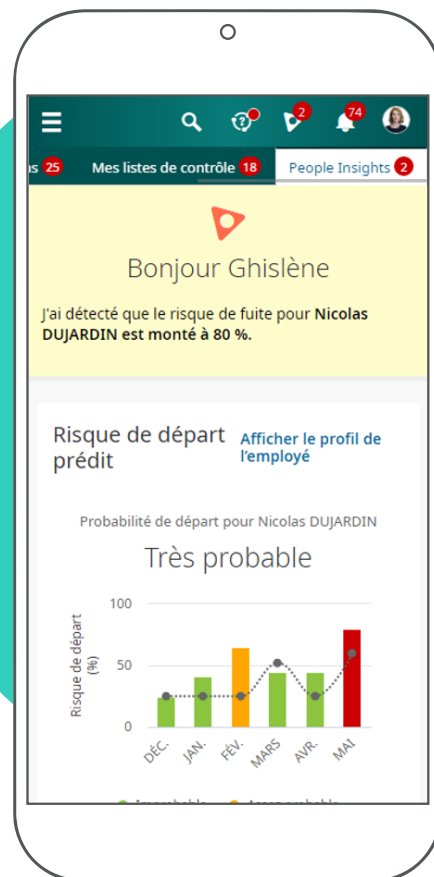 2
74
25
Mes listes de contrôle 18
People Insights 2
Bonjour Ghislène
J'ai détecté que le risque de fuite pour Nicolas
DUJARDIN est monté à 80 %.
Risque de départ
prédit
Afficher le profil de
l'employé
Probabilité de départ pour Nicolas DUJARDIN
Très probable
Risque de départ
(%)
100
50
0
DÉC.
JAN.
FÉV.
MARS
AVR.
MAI